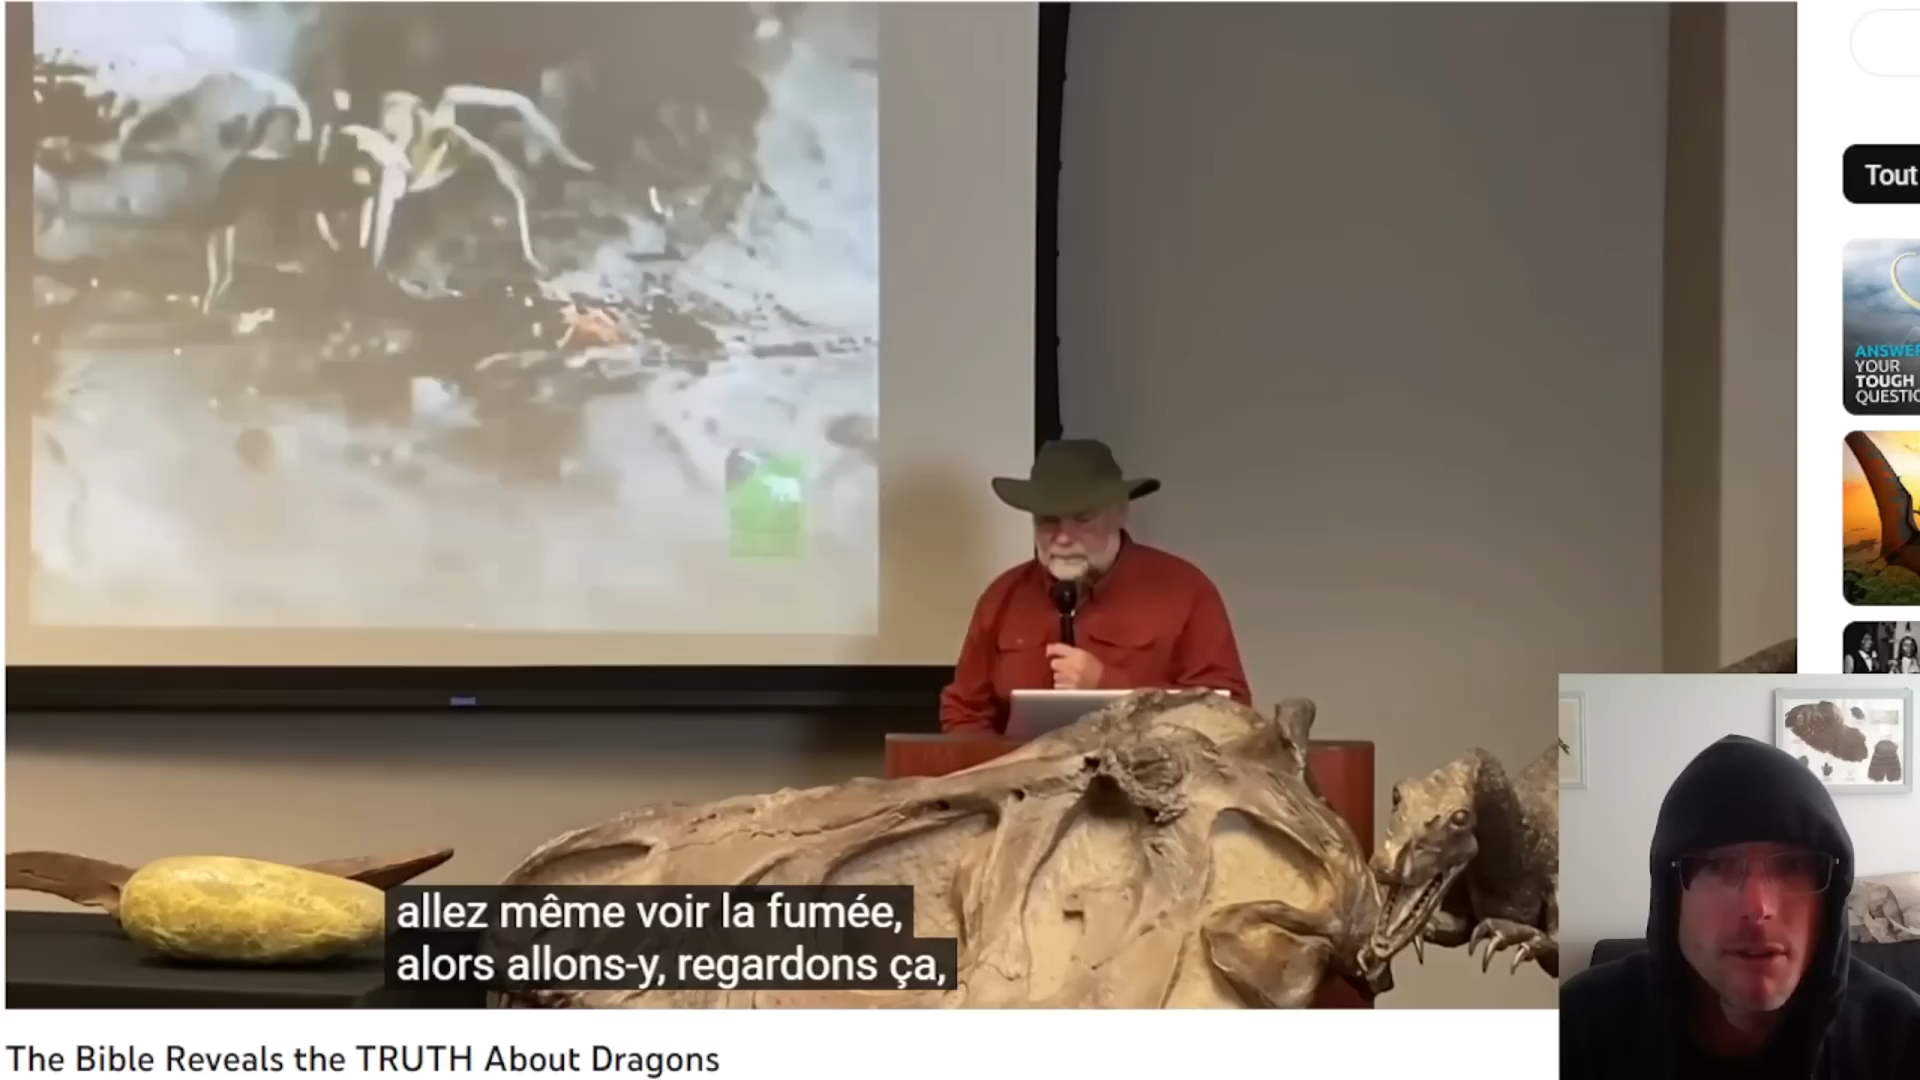 Tout
ANSWE
YOUR
TOUGH
QUESTIO
allez même voir la fumée,
alors allons-y, regardons ça,
The Bible Reveals the TRUTH About Dragons